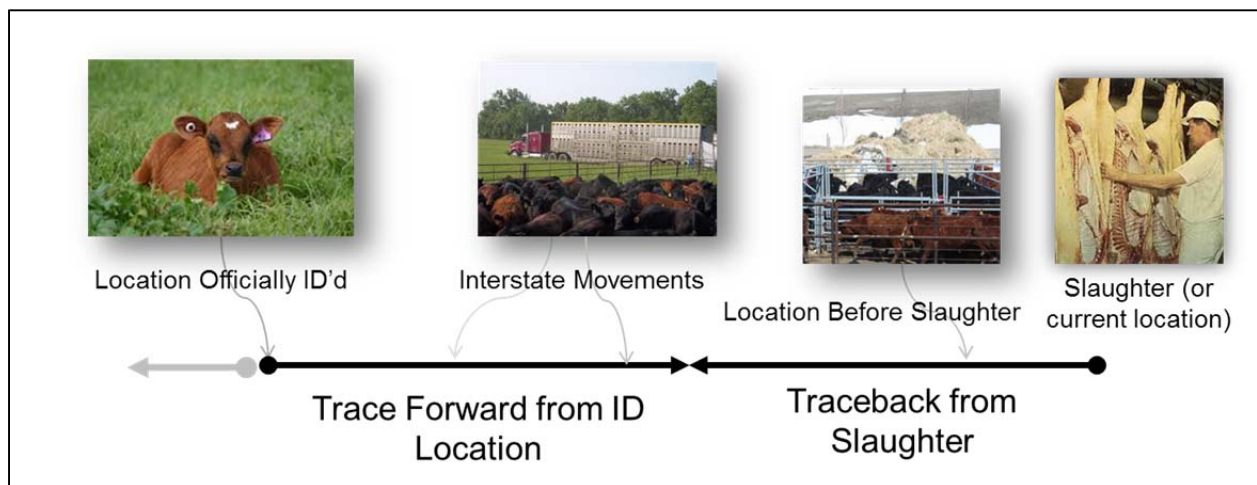 Location Officially ID’d
Interstate Movements
Location Before Slaughter
Slaughter (or
current location)
Trace Forward from ID
Location
Traceback from
Slaughter